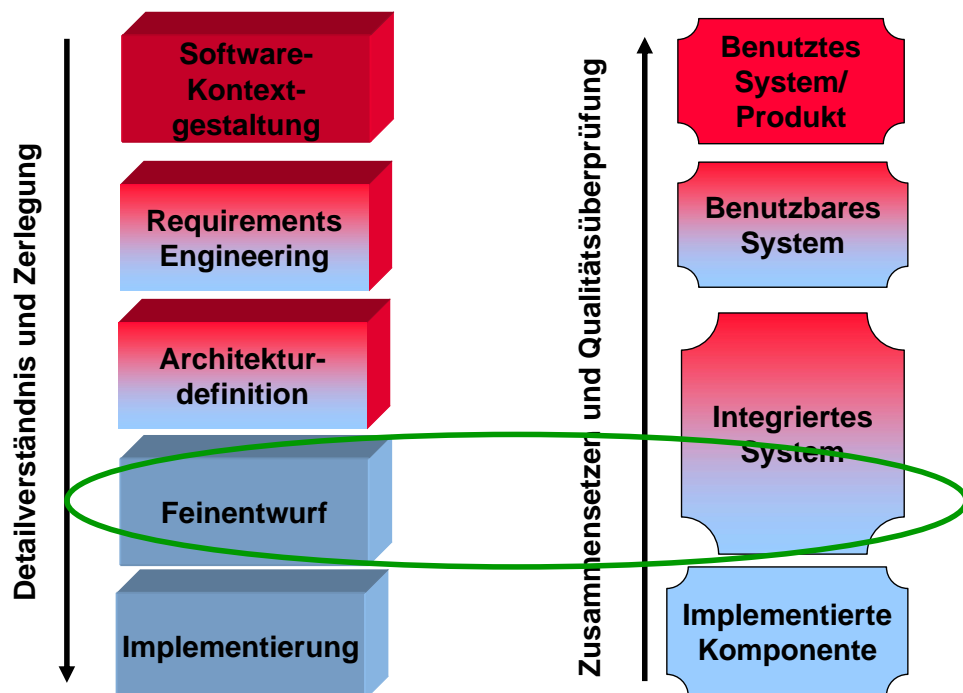 Detailverständnis und Zerlegung
Software-
Kontext-
gestaltung
Requirements
Engineering
Architektur-
definition
Feinentwurf
Implementierung
Zusammensetzen und Qualitätsüberprüfung
Benutztes
System/
Produkt
Benutzbares
System
Integriertes
System
Implementierte
Komponente